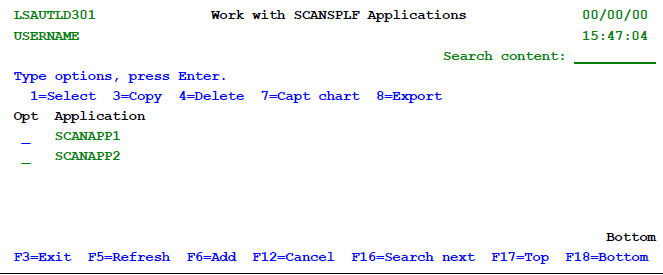 LSAUTLD301 Work with SCANSPLF Applications 00/00/00
USERNAME 15:47:04
Search content: __________
Type options, press Enter.
1=Select 3=Copy 4=Delete 7=Capt chart 8=Export
Opt Application
_ SCANAPP1
_ SCANAPP2
Bottom
F3=Exit F5=Refresh F6=Add F12=Cancel F16=Search next F17=Top F18=Bottom